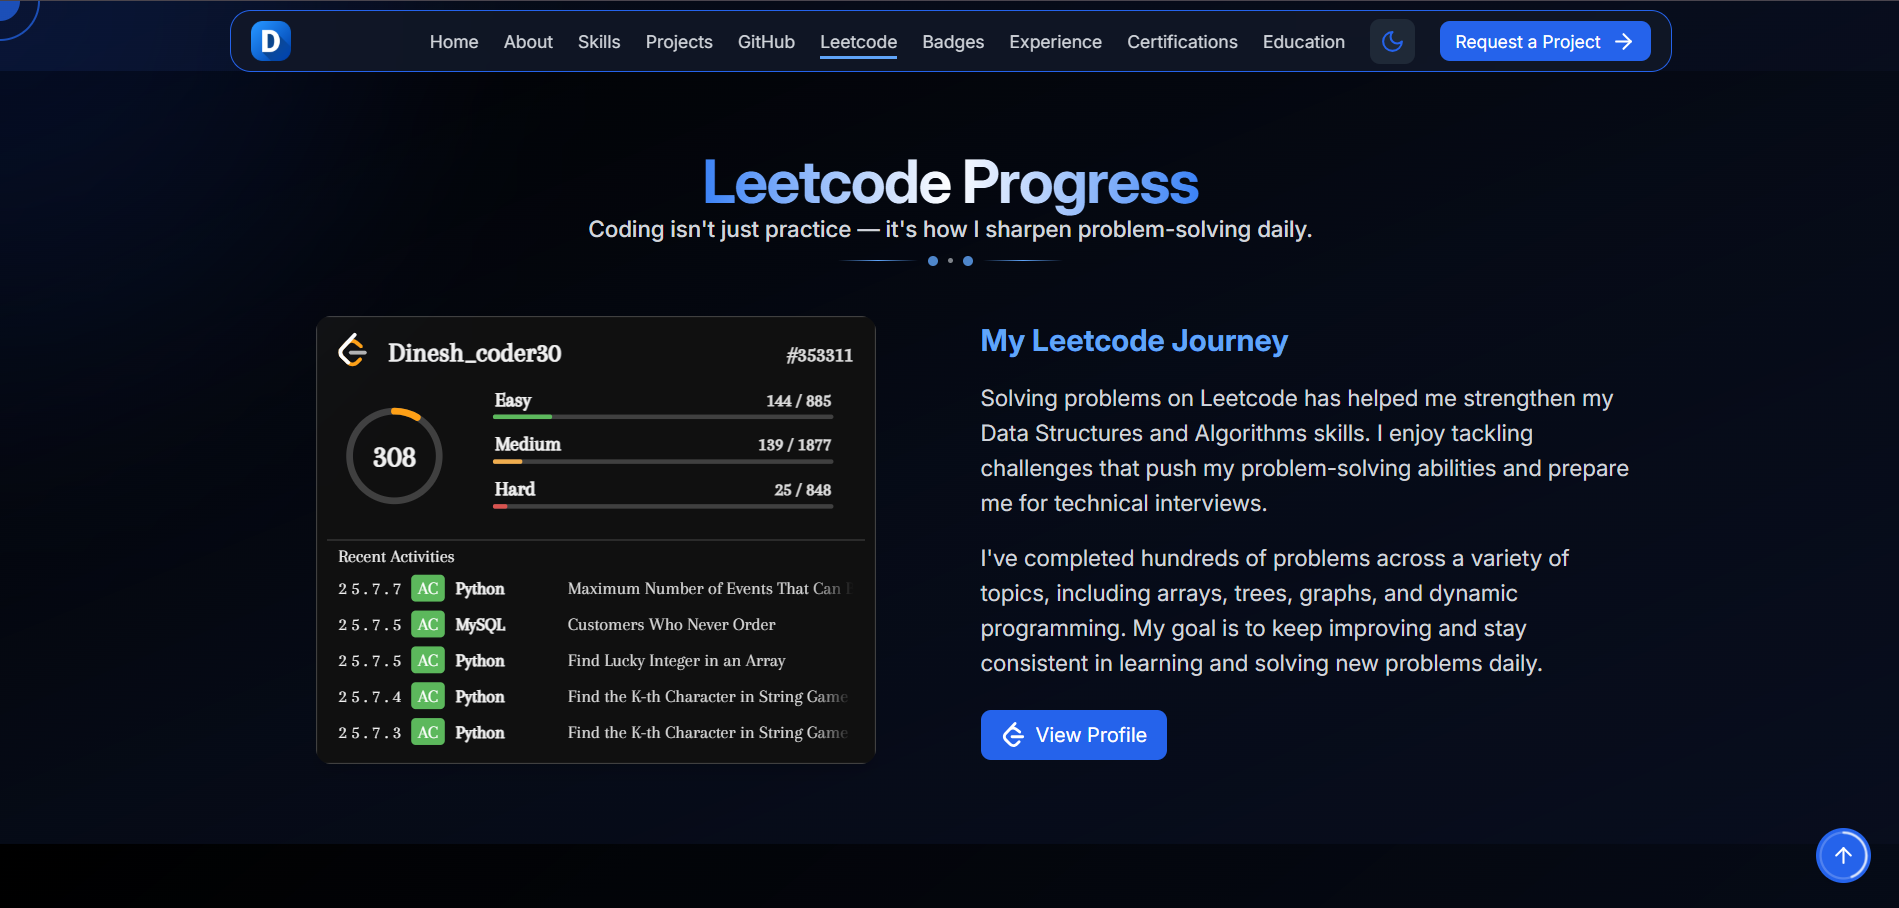 D Home About Skills Projects GitHub Leetcode Badges Experience Certifications Education Request a Project
Leetcode Progress
Coding isn't just practice — it's how I sharpen problem-solving daily.
Dinesh_coder30 #353311
308
Easy 144 / 885
Medium 139 / 1877
Hard 25 / 848
Recent Activities
25.7.7 AC Python Maximum Number of Events That Can
25.7.5 AC MySQL Customers Who Never Order
25.7.5 AC Python Find Lucky Integer in an Array
25.7.4 AC Python Find the K-th Character in String Game
25.7.3 AC Python Find the K-th Character in String Game
My Leetcode Journey
Solving problems on Leetcode has helped me strengthen my
Data Structures and Algorithms skills. I enjoy tackling
challenges that push my problem-solving abilities and prepare
me for technical interviews.
I've completed hundreds of problems across a variety of
topics, including arrays, trees, graphs, and dynamic
programming. My goal is to keep improving and stay
consistent in learning and solving new problems daily.
View Profile